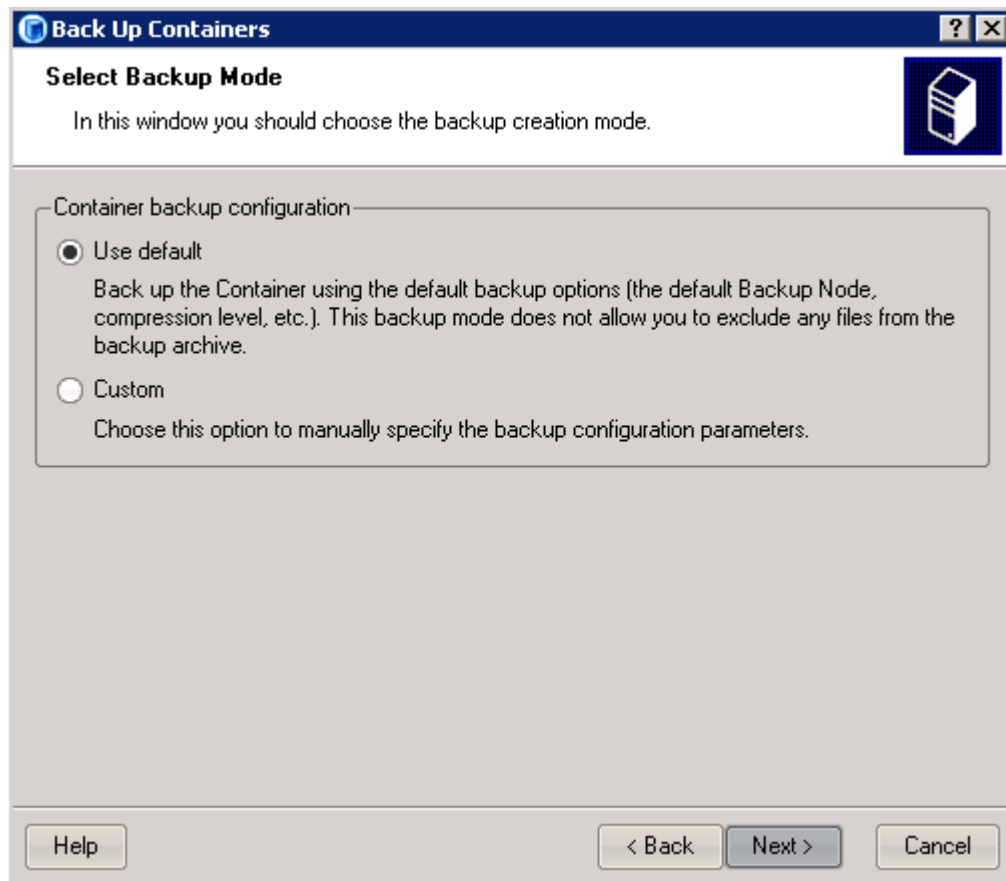 Back Up Containers
Select Backup Mode
In this window you should choose the backup creation mode.
Container backup configuration
Use default
Back up the Container using the default backup options (the default Backup Node,
compression level, etc.). This backup mode does not allow you to exclude any files from the
backup archive.
Custom
Choose this option to manually specify the backup configuration parameters.
Help
< Back
Next >
Cancel